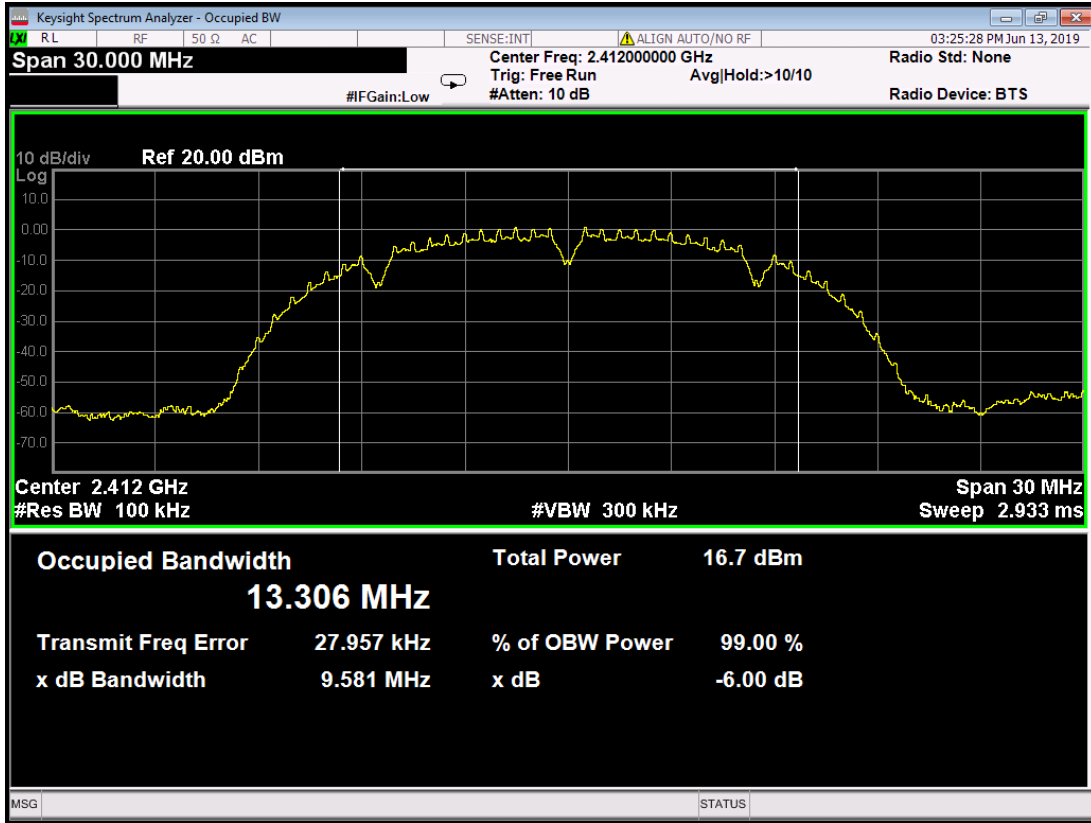 Keysight Spectrum Analyzer - Occupied BW
LXI RL RF 50 Ω AC SENSE:INT ALIGN AUTO/NO RF 03:25:28 PM Jun 13, 2019
Span 30.000 MHz
Center Freq: 2.412000000 GHz Radio Std: None
Trig: Free Run Avg|Hold:>10/10
#IFGain:Low #Atten: 10 dB Radio Device: BTS
10 dB/div Ref 20.00 dBm
Log
10.0
0.00
-10.0
-20.0
-30.0
-40.0
-50.0
-60.0
-70.0
Center 2.412 GHz Span 30 MHz
#Res BW 100 kHz #VBW 300 kHz Sweep 2.933 ms
Occupied Bandwidth Total Power 16.7 dBm
13.306 MHz
Transmit Freq Error 27.957 kHz % of OBW Power 99.00 %
x dB Bandwidth 9.581 MHz x dB -6.00 dB
MSG STATUS